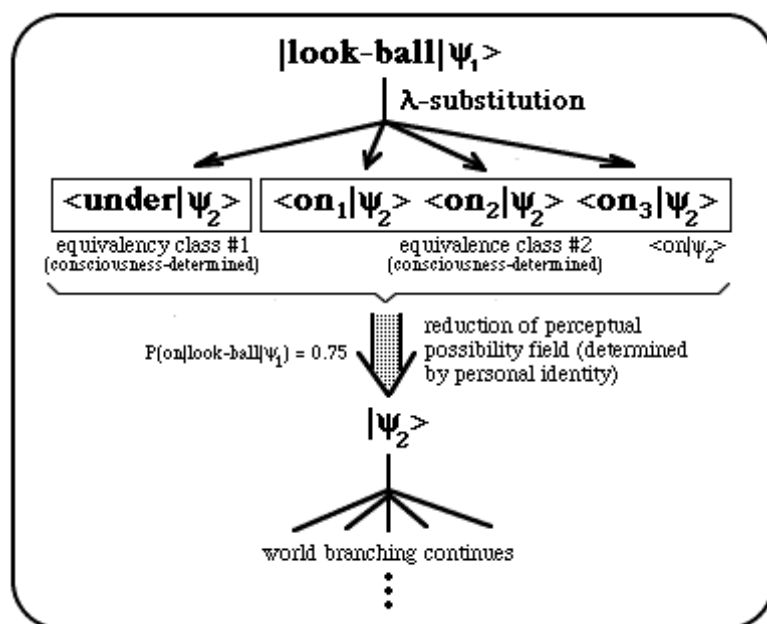 |look-ball|Ψ₁>
λ-substitution
<under|Ψ₂> <on₁|Ψ₂> <on₂|Ψ₂> <on₃|Ψ₂>
equivalency class #1 equivalence class #2 <on|Ψ₂>
(consciousness-determined) (consciousness-determined)
reduction of perceptual
P(on|look-ball|Ψ₁) = 0.75 possibility field (determined
by personal identity)
|Ψ₂>
world branching continues